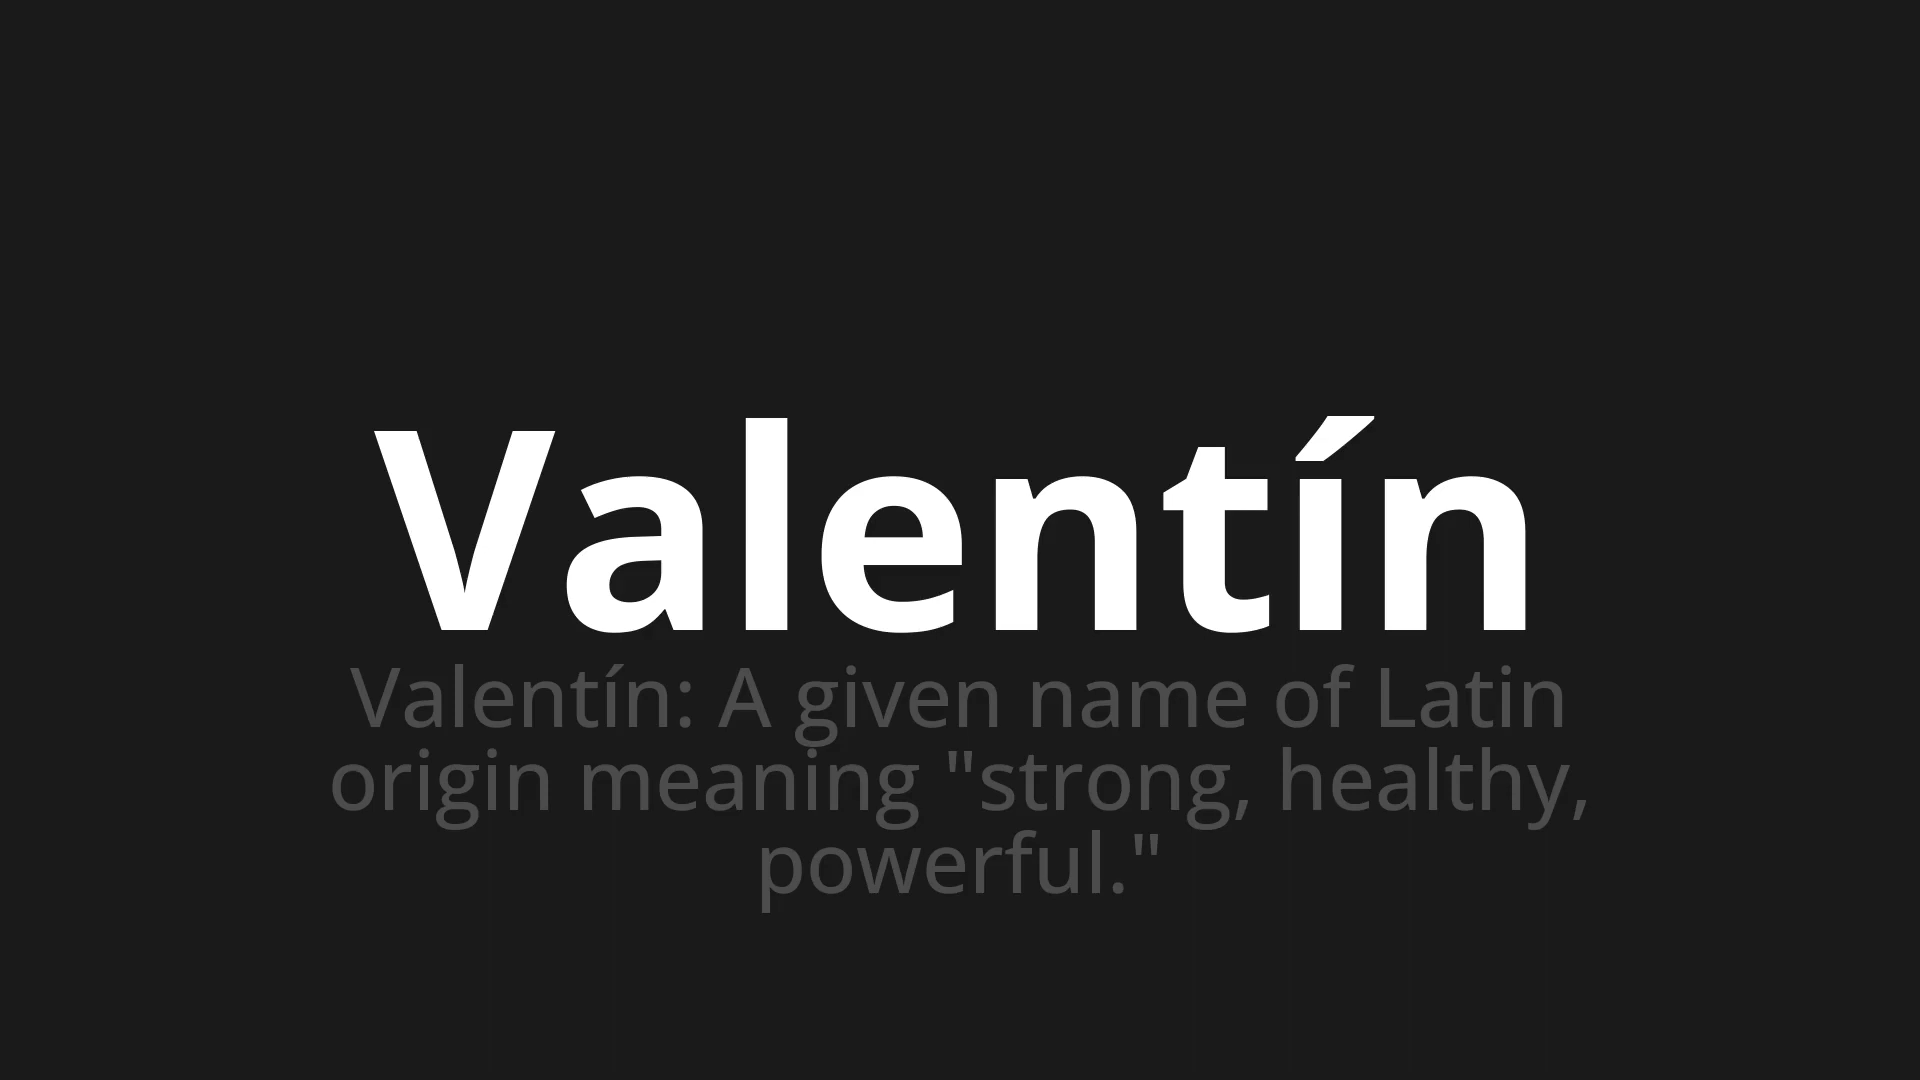 Valentín
Valentín: A given name of Latin
origin meaning "strong, healthy,
powerful."